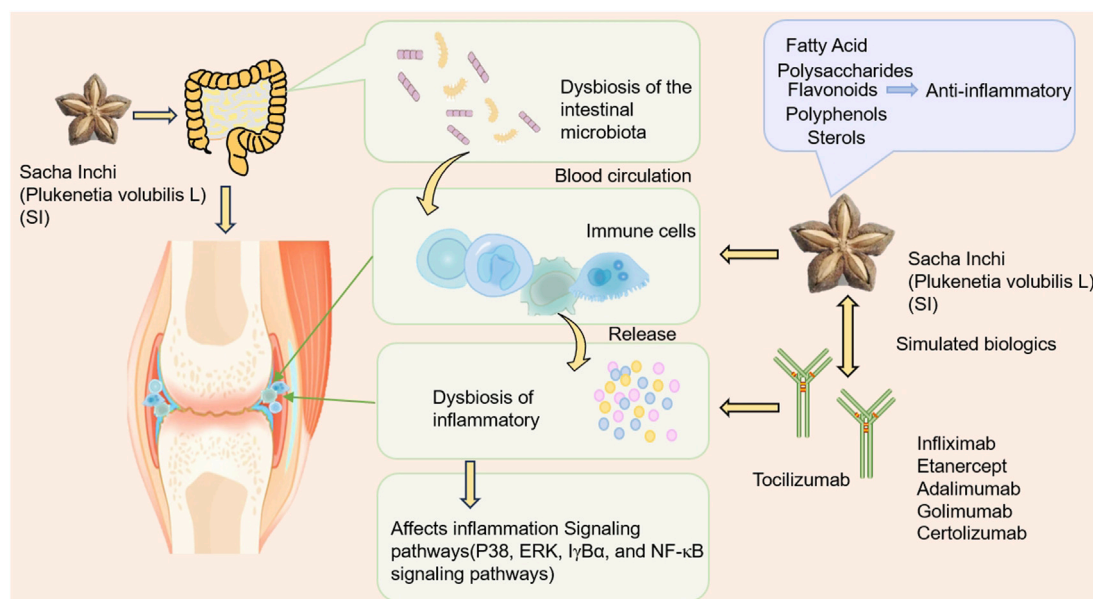 Sacha Inchi
(Plukenetia volubilis L)
(SI)
Dysbiosis of the
intestinal
microbiota
Blood circulation
Immune cells
Release
Dysbiosis of
inflammatory
Affects inflammation Signaling
pathways(P38, ERK, IγBα, and NF-κB
signaling pathways)
Fatty Acid
Polysaccharides
Flavonoids
Polyphenols
Sterols
Anti-inflammatory
Sacha Inchi
(Plukenetia volubilis L)
(SI)
Simulated biologics
Tocilizumab
Infliximab
Etanercept
Adalimumab
Golimumab
Certolizumab